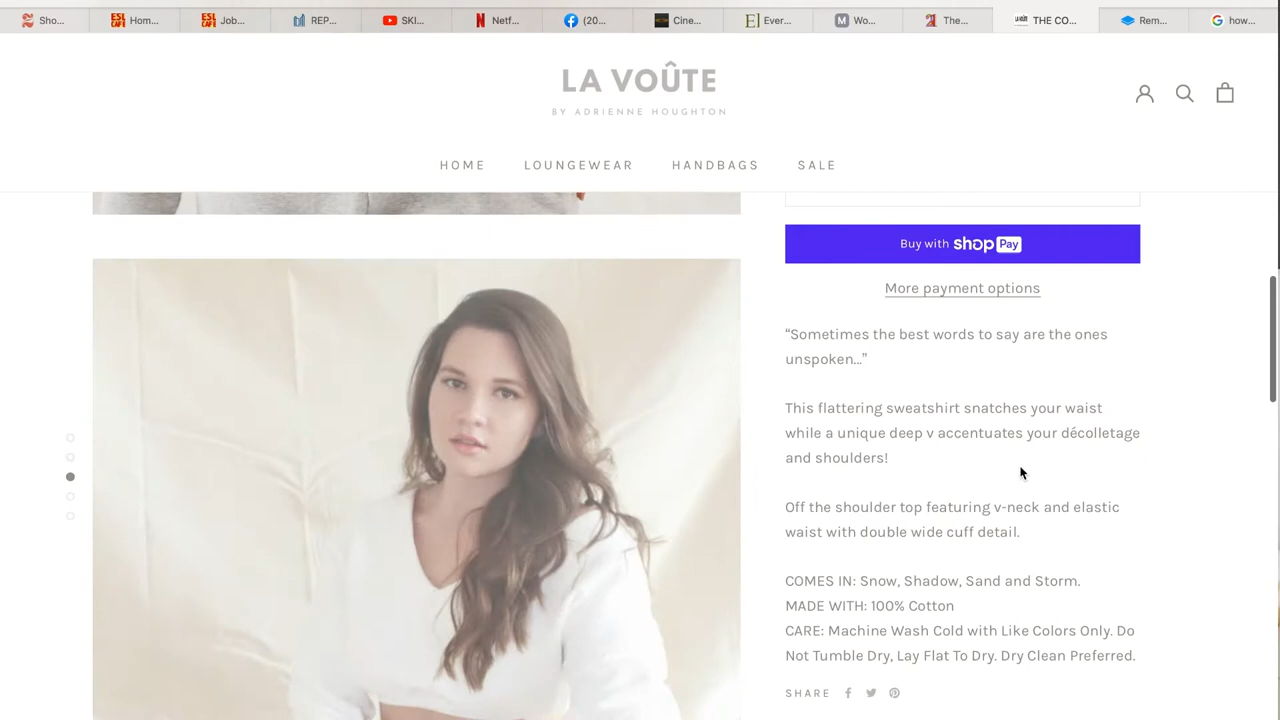 Sho...
Hom...
Job...
REP...
SKI...
Netf...
(20...
Cine...
Ever...
Wo...
The...
THE CO...
Rem...
how...
LA VOÛTE
BY ADRIENNE HOUGHTON
HOME LOUNGEWEAR HANDBAGS SALE
Buy with shop Pay
More payment options
“Sometimes the best words to say are the ones
unspoken...”
This flattering sweatshirt snatches your waist
while a unique deep v accentuates your décolletage
and shoulders!
Off the shoulder top featuring v-neck and elastic
waist with double wide cuff detail.
COMES IN: Snow, Shadow, Sand and Storm.
MADE WITH: 100% Cotton
CARE: Machine Wash Cold with Like Colors Only. Do
Not Tumble Dry, Lay Flat To Dry. Dry Clean Preferred.
SHARE